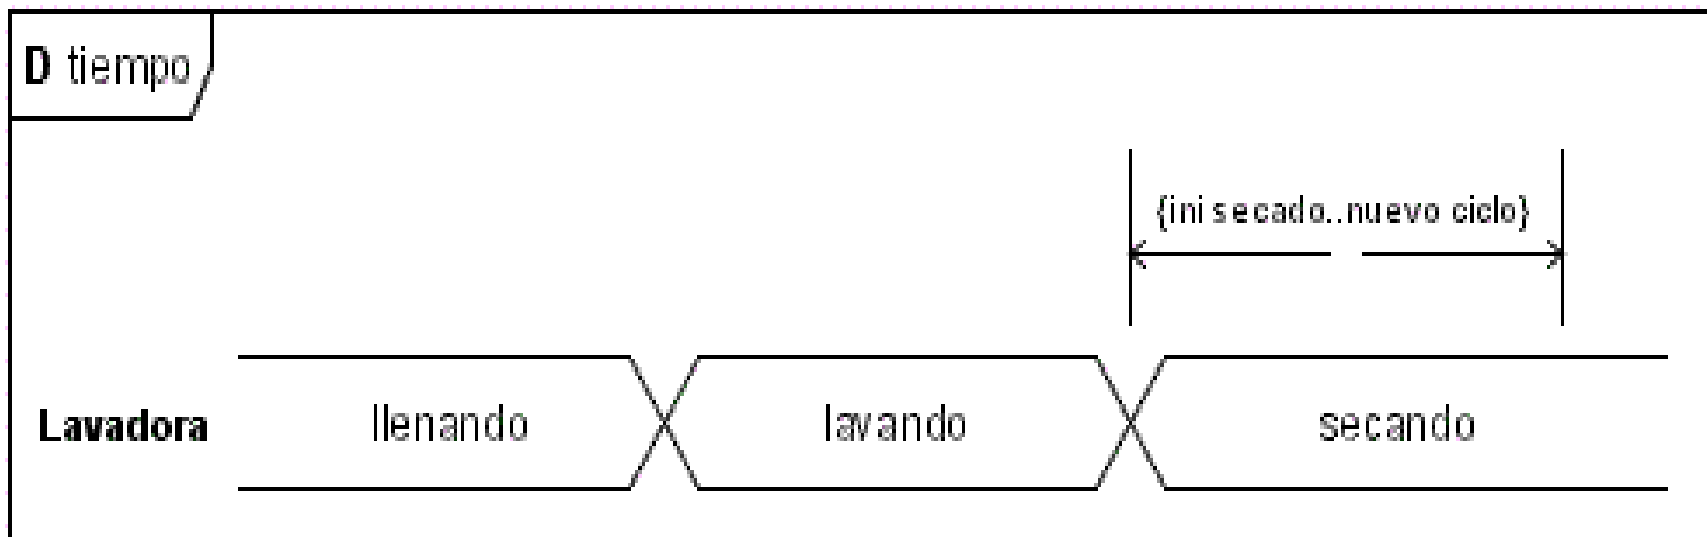 D tiempo
{ini secado..nuevo ciclo}
Lavadora llenando lavando secando